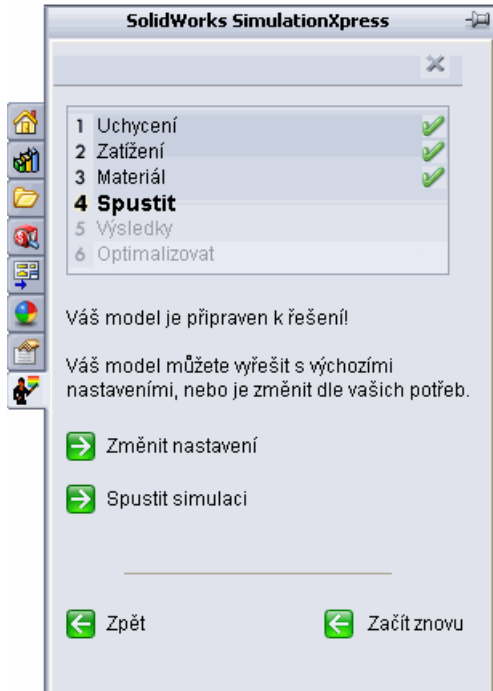 SolidWorks SimulationXpress
1 Uchycení
2 Zatížení
3 Materiál
4 Spustit
5 Výsledky
6 Optimalizovat
Váš model je připraven k řešení!
Váš model můžete vyřešit s výchozími
nastaveními, nebo je změnit dle vašich potřeb.
Změnit nastavení
Spustit simulaci
Zpět
Začít znovu